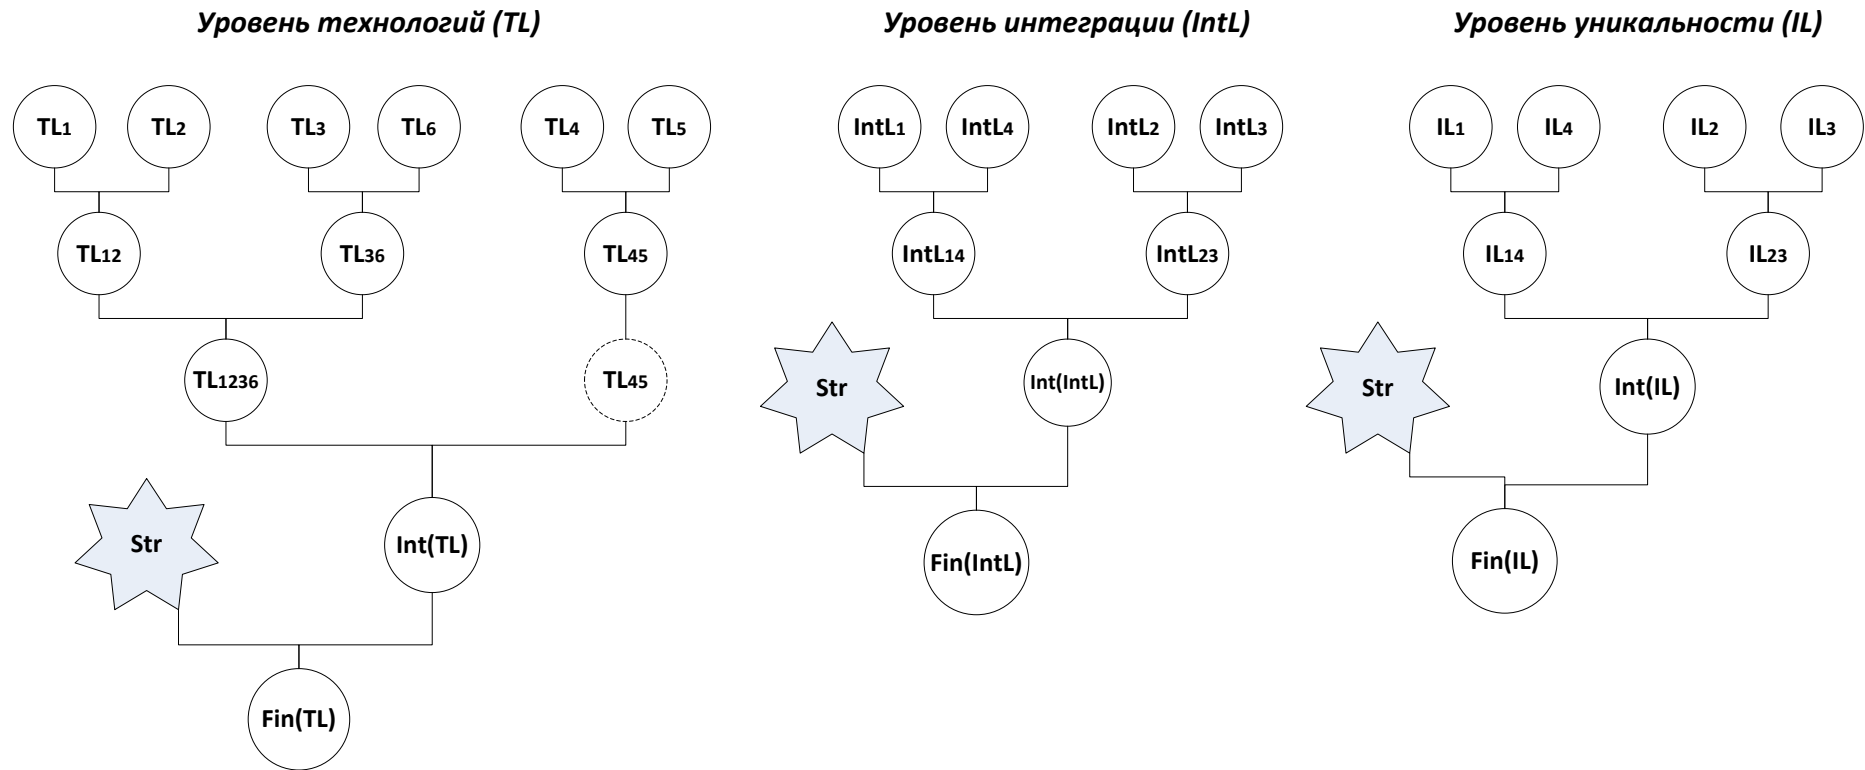 Уровень технологий (TL)
Уровень интеграции (IntL)
Уровень уникальности (IL)
TL1 TL2 TL3 TL6 TL4 TL5
IntL1 IntL4 IntL2 IntL3
IL1 IL4 IL2 IL3
TL12 TL36 TL45
IntL14 IntL23
IL14 IL23
TL1236 TL45
Str Int(IntL)
Str Int(IL)
Str Int(TL)
Fin(IntL)
Fin(IL)
Fin(TL)